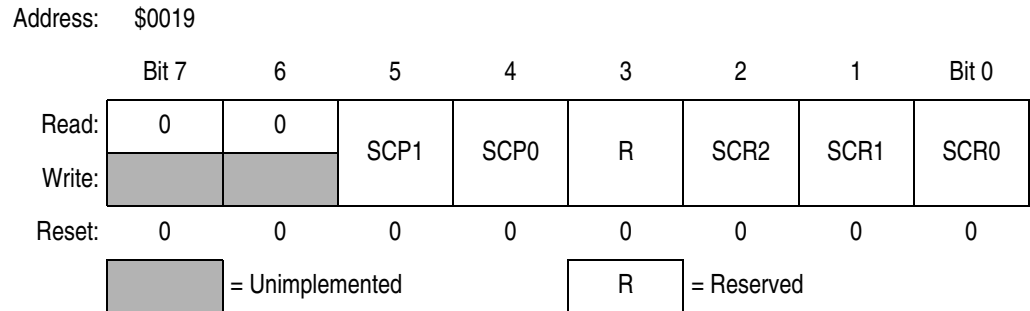 Address: $0019
Bit 7 6 5 4 3 2 1 Bit 0
Read: 0 0 SCP1 SCP0 R SCR2 SCR1 SCR0
Write:
Reset: 0 0 0 0 0 0 0 0
= Unimplemented R = Reserved